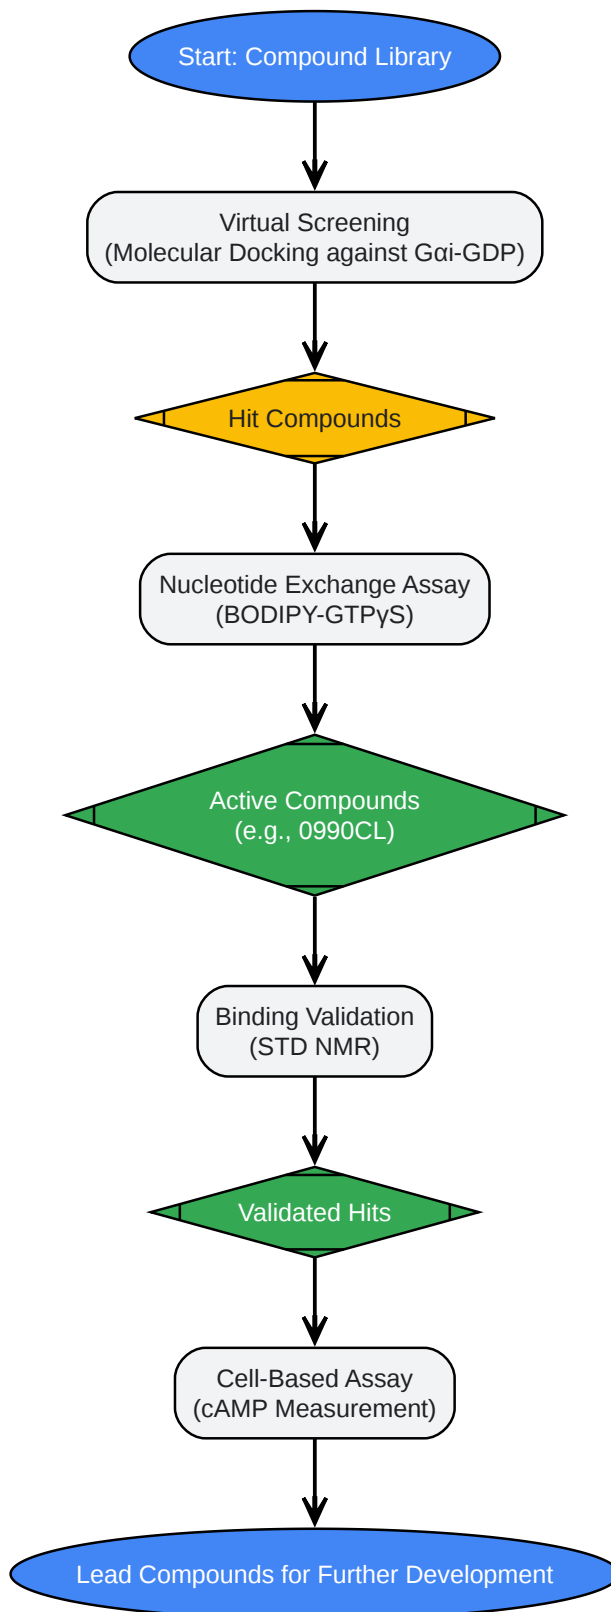 Start: Compound Library
Virtual Screening
(Molecular Docking against Gαi-GDP)
Hit Compounds
Nucleotide Exchange Assay
(BODIPY-GTPγS)
Active Compounds
(e.g., 0990CL)
Binding Validation
(STD NMR)
Validated Hits
Cell-Based Assay
(cAMP Measurement)
Lead Compounds for Further Development